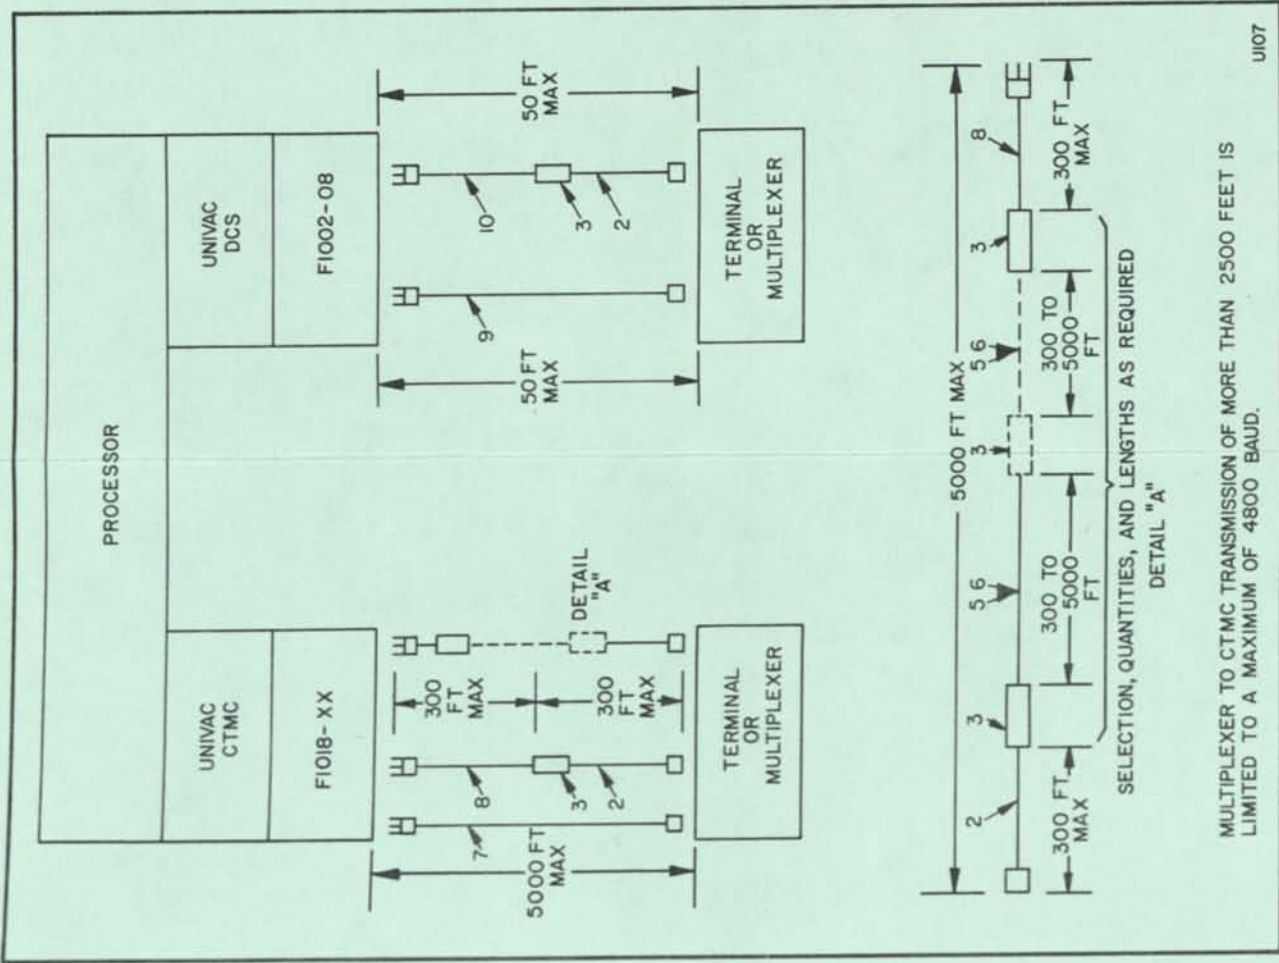 PROCESSOR
UNIVAC
CTMC
F1018-XX
UNIVAC
DCS
F1002-08
5000 FT
MAX
7
8
3
2
300
FT
MAX
300
FT
MAX
DETAIL
"A"
50 FT
MAX
9
10
3
2
50 FT
MAX
TERMINAL
OR
MULTIPLEXER
TERMINAL
OR
MULTIPLEXER
5000 FT MAX
2
3
5 6
3
5 6
3
8
300 FT
MAX
300 TO
5000
FT
300 TO
5000
FT
300 FT
MAX
SELECTION, QUANTITIES, AND LENGTHS AS REQUIRED
DETAIL "A"
MULTIPLEXER TO CTMC TRANSMISSION OF MORE THAN 2500 FEET IS
LIMITED TO A MAXIMUM OF 4800 BAUD.
U107